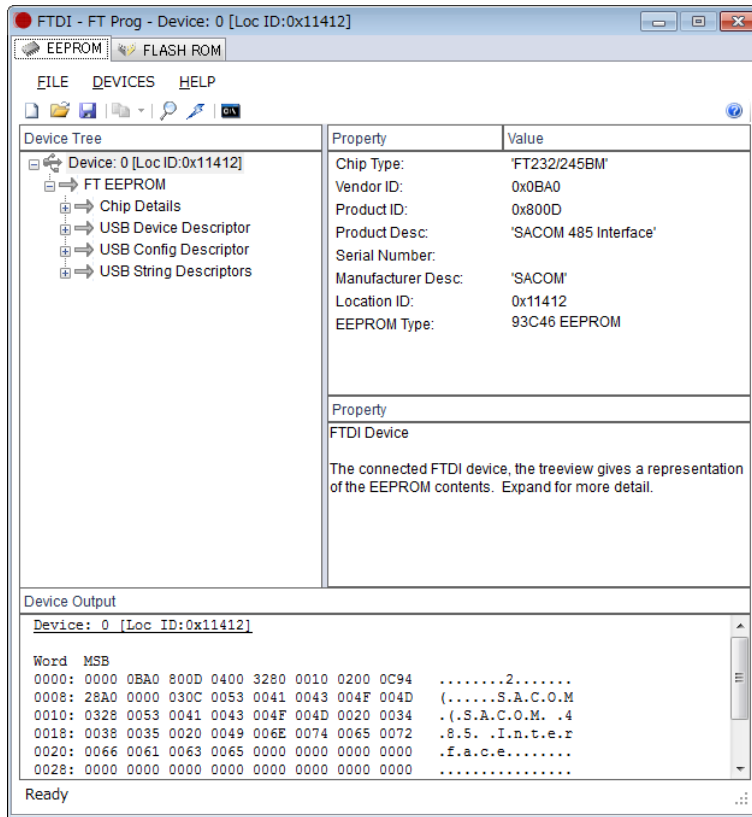 FTDI - FT Prog - Device: 0 [Loc ID:0x11412]
EEPROM FLASH ROM
FILE DEVICES HELP
C:\
Device Tree
Device: 0 [Loc ID:0x11412]
FT EEPROM
Chip Details
USB Device Descriptor
USB Config Descriptor
USB String Descriptors
Property Value
Chip Type: 'FT232/245BM'
Vendor ID: 0x0BA0
Product ID: 0x800D
Product Desc: 'SACOM 485 Interface'
Serial Number:
Manufacturer Desc: 'SACOM'
Location ID: 0x11412
EEPROM Type: 93C46 EEPROM
Property
FTDI Device
The connected FTDI device, the treeview gives a representation
of the EEPROM contents. Expand for more detail.
Device Output
Device: 0 [Loc ID:0x11412]
Word MSB
0000: 0000 0BA0 800D 0400 3280 0010 0200 0C94 ........2.......
0008: 28A0 0000 030C 0053 0041 0043 004F 004D (......S.A.C.O.M
0010: 0328 0053 0041 0043 004F 004D 0020 0034 .(.S.A.C.O.M. .4
0018: 0038 0035 0020 0049 006E 0074 0065 0072 .8.5. .I.n.t.e.r
0020: 0066 0061 0063 0065 0000 0000 0000 0000 .f.a.c.e........
0028: 0000 0000 0000 0000 0000 0000 0000 0000 ................
Ready